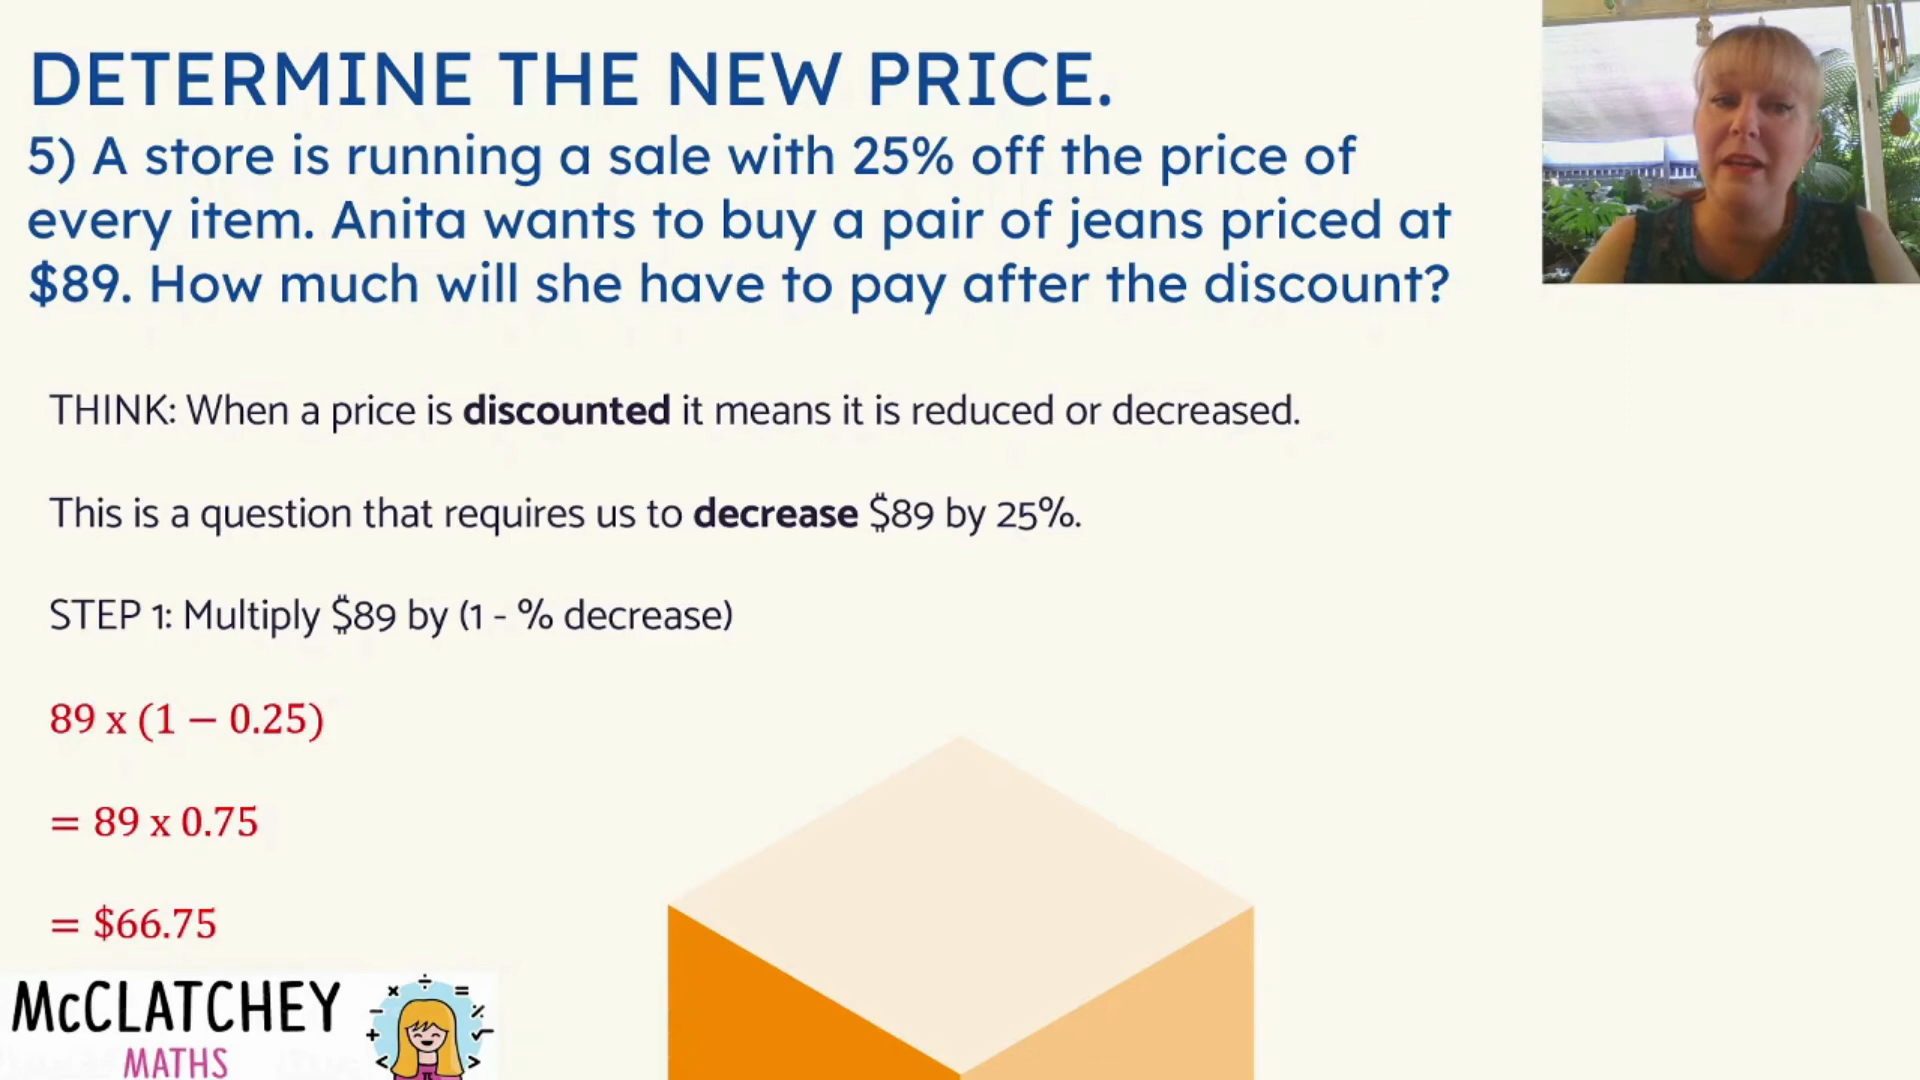 DETERMINE THE NEW PRICE.
5) A store is running a sale with 25% off the price of
every item. Anita wants to buy a pair of jeans priced at
$89. How much will she have to pay after the discount?
THINK: When a price is discounted it means it is reduced or decreased.
This is a question that requires us to decrease $89 by 25%.
STEP 1: Multiply $89 by (1 - % decrease)
89 x (1 − 0.25)
= 89 x 0.75
= $66.75
McCLATCHEY
MATHS